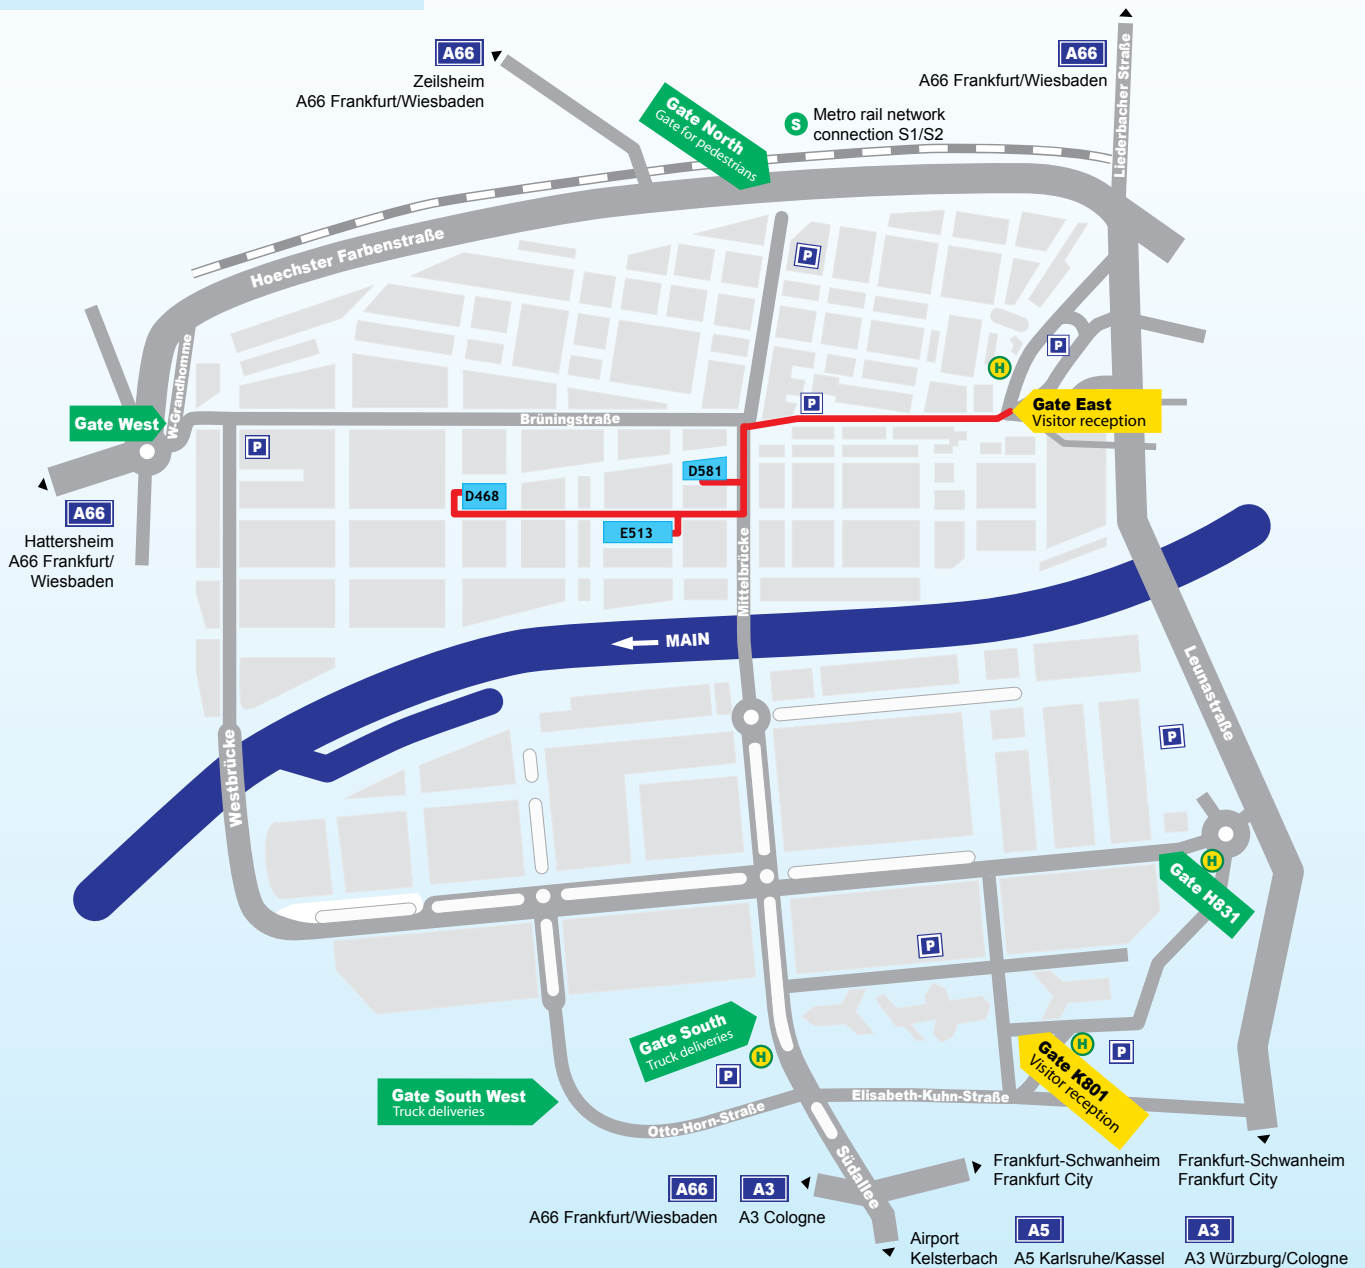 A66
Zeilsheim
A66 Frankfurt/Wiesbaden
A66
A66 Frankfurt/Wiesbaden
Liederbacher Straße
Gate North
Gate for pedestrians
S
Metro rail network
connection S1/S2
Hoechster Farbenstraße
P
W-Grandhomme
P
H
Gate West
P
Brüningstraße
P
Gate East
Visitor reception
D581
D468
E513
A66
Hattersheim
A66 Frankfurt/
Wiesbaden
Mittelbrücke
MAIN
Leunastraße
P
Westbrücke
H
Gate H831
P
Gate South
Truck deliveries
H
P
H
P
Gate K801
Visitor reception
Gate South West
Truck deliveries
Elisabeth-Kuhn-Straße
Otto-Horn-Straße
Südallee
Frankfurt-Schwanheim
Frankfurt City
Frankfurt-Schwanheim
Frankfurt City
A66
A66 Frankfurt/Wiesbaden
A3
A3 Cologne
Airport
Kelsterbach
A5
A5 Karlsruhe/Kassel
A3
A3 Würzburg/Cologne